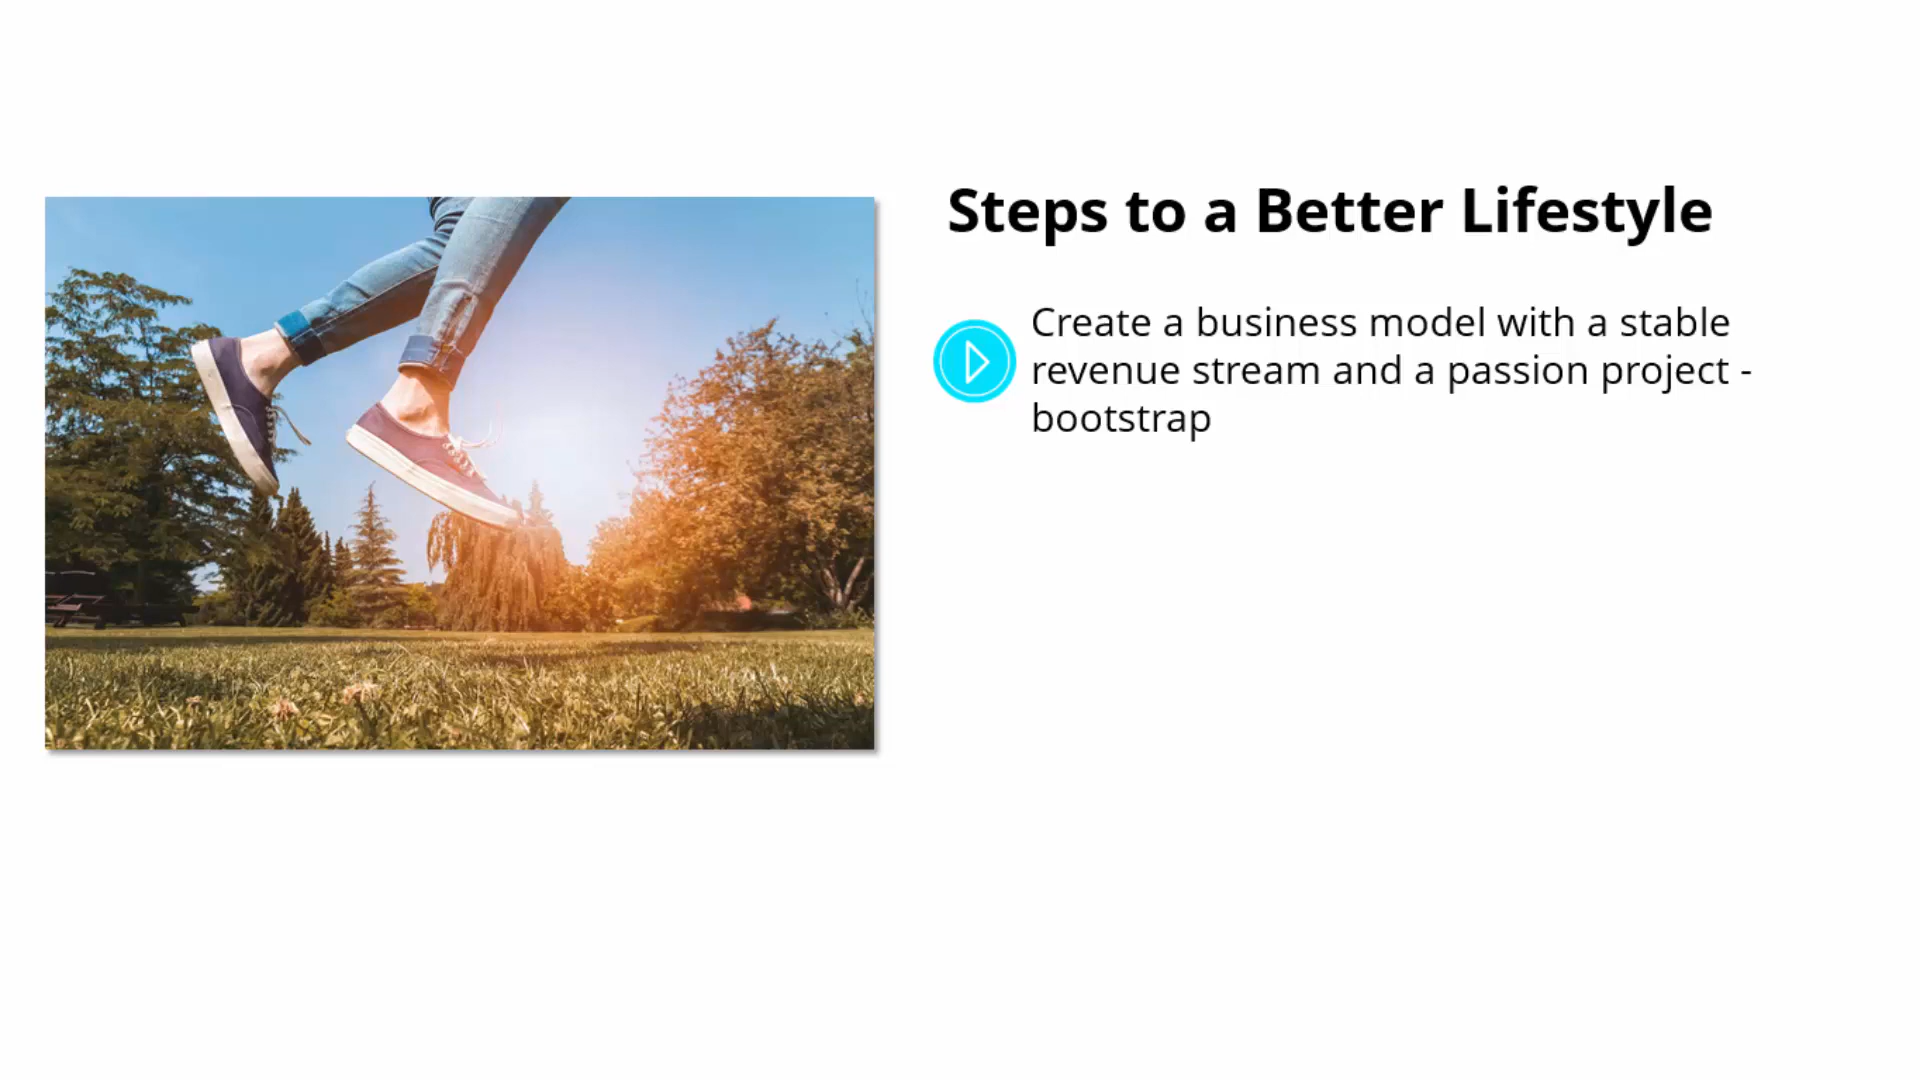 Steps to a Better Lifestyle
Create a business model with a stable
revenue stream and a passion project -
bootstrap